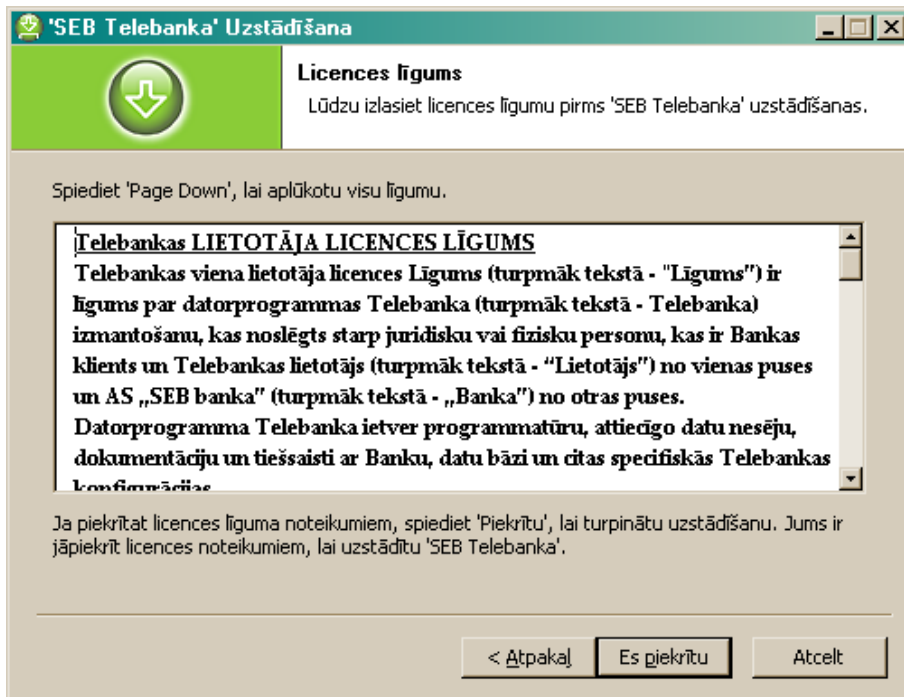 'SEB Telebanka' Uzstādīšana
Licences līgums
Lūdzu izlasiet licences līgumu pirms 'SEB Telebanka' uzstādīšanas.
Spiediet 'Page Down', lai aplūkotu visu līgumu.
Telebankas LIETOTĀJA LICENCES LĪGUMS
Telebankas viena lietotāja licences Līgums (turpmāk tekstā - "Līgums") ir
līgums par datorprogrammas Telebanka (turpmāk tekstā - Telebanka)
izmantošanu, kas noslēgts starp juridisku vai fizisku personu, kas ir Bankas
klients un Telebankas lietotājs (turpmāk tekstā - “Lietotājs”) no vienas puses
un AS „SEB banka” (turpmāk tekstā - „Banka”) no otras puses.
Datorprogramma Telebanka ietver programmatūru, attiecīgo datu nesēju,
dokumentāciju un tiešsaisti ar Banku, datu bāzi un citas specifiskās Telebankas
konfigurācijas
Ja piekrītat licences līguma noteikumiem, spiediet 'Piekrītu', lai turpinātu uzstādīšanu. Jums ir
jāpiekrīt licences noteikumiem, lai uzstādītu 'SEB Telebanka'.
< Atpakaļ
Es piekrītu
Atcelt